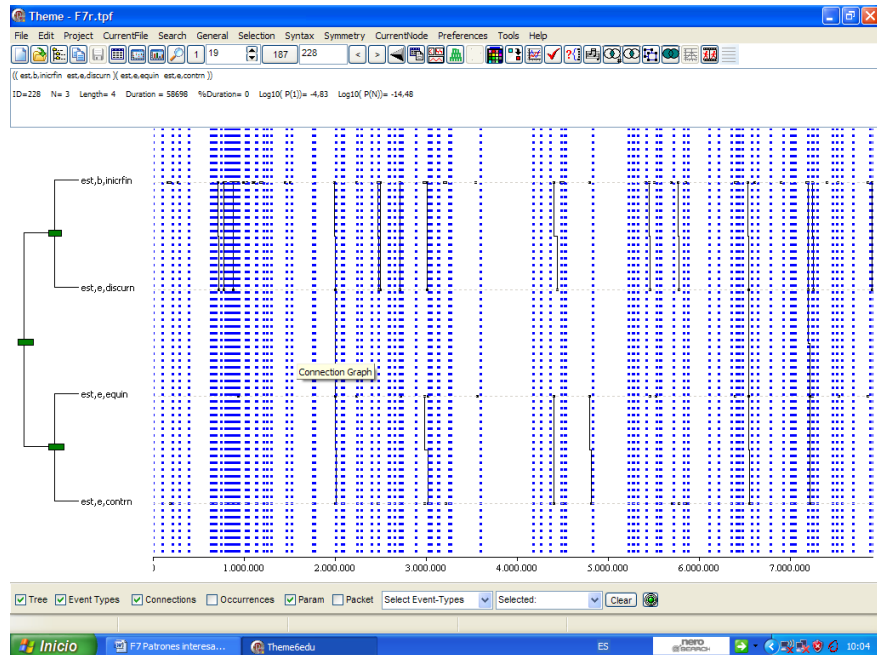 Theme - F7r.tpf
File Edit Project CurrentFile Search General Selection Syntax Symmetry CurrentNode Preferences Tools Help
1 19 187 228 < >
(( est,b,inicrfin est,e,discurn )( est,e,equin est,e,contrn ))
ID=228 N= 3 Length= 4 Duration = 58698 %Duration= 0 Log10( P(1))= -4,83 Log10( P(N))= -14,48
est,b,inicrfin
est,e,discurn
Connection Graph
est,e,equin
est,e,contrn
0 1.000.000 2.000.000 3.000.000 4.000.000 5.000.000 6.000.000 7.000.000
Tree Event Types Connections Occurrences Param Packet Select Event-Types Selected: Clear
Inicio F7 Patrones interesa... Theme6edu ES nero SEARCH 10:04